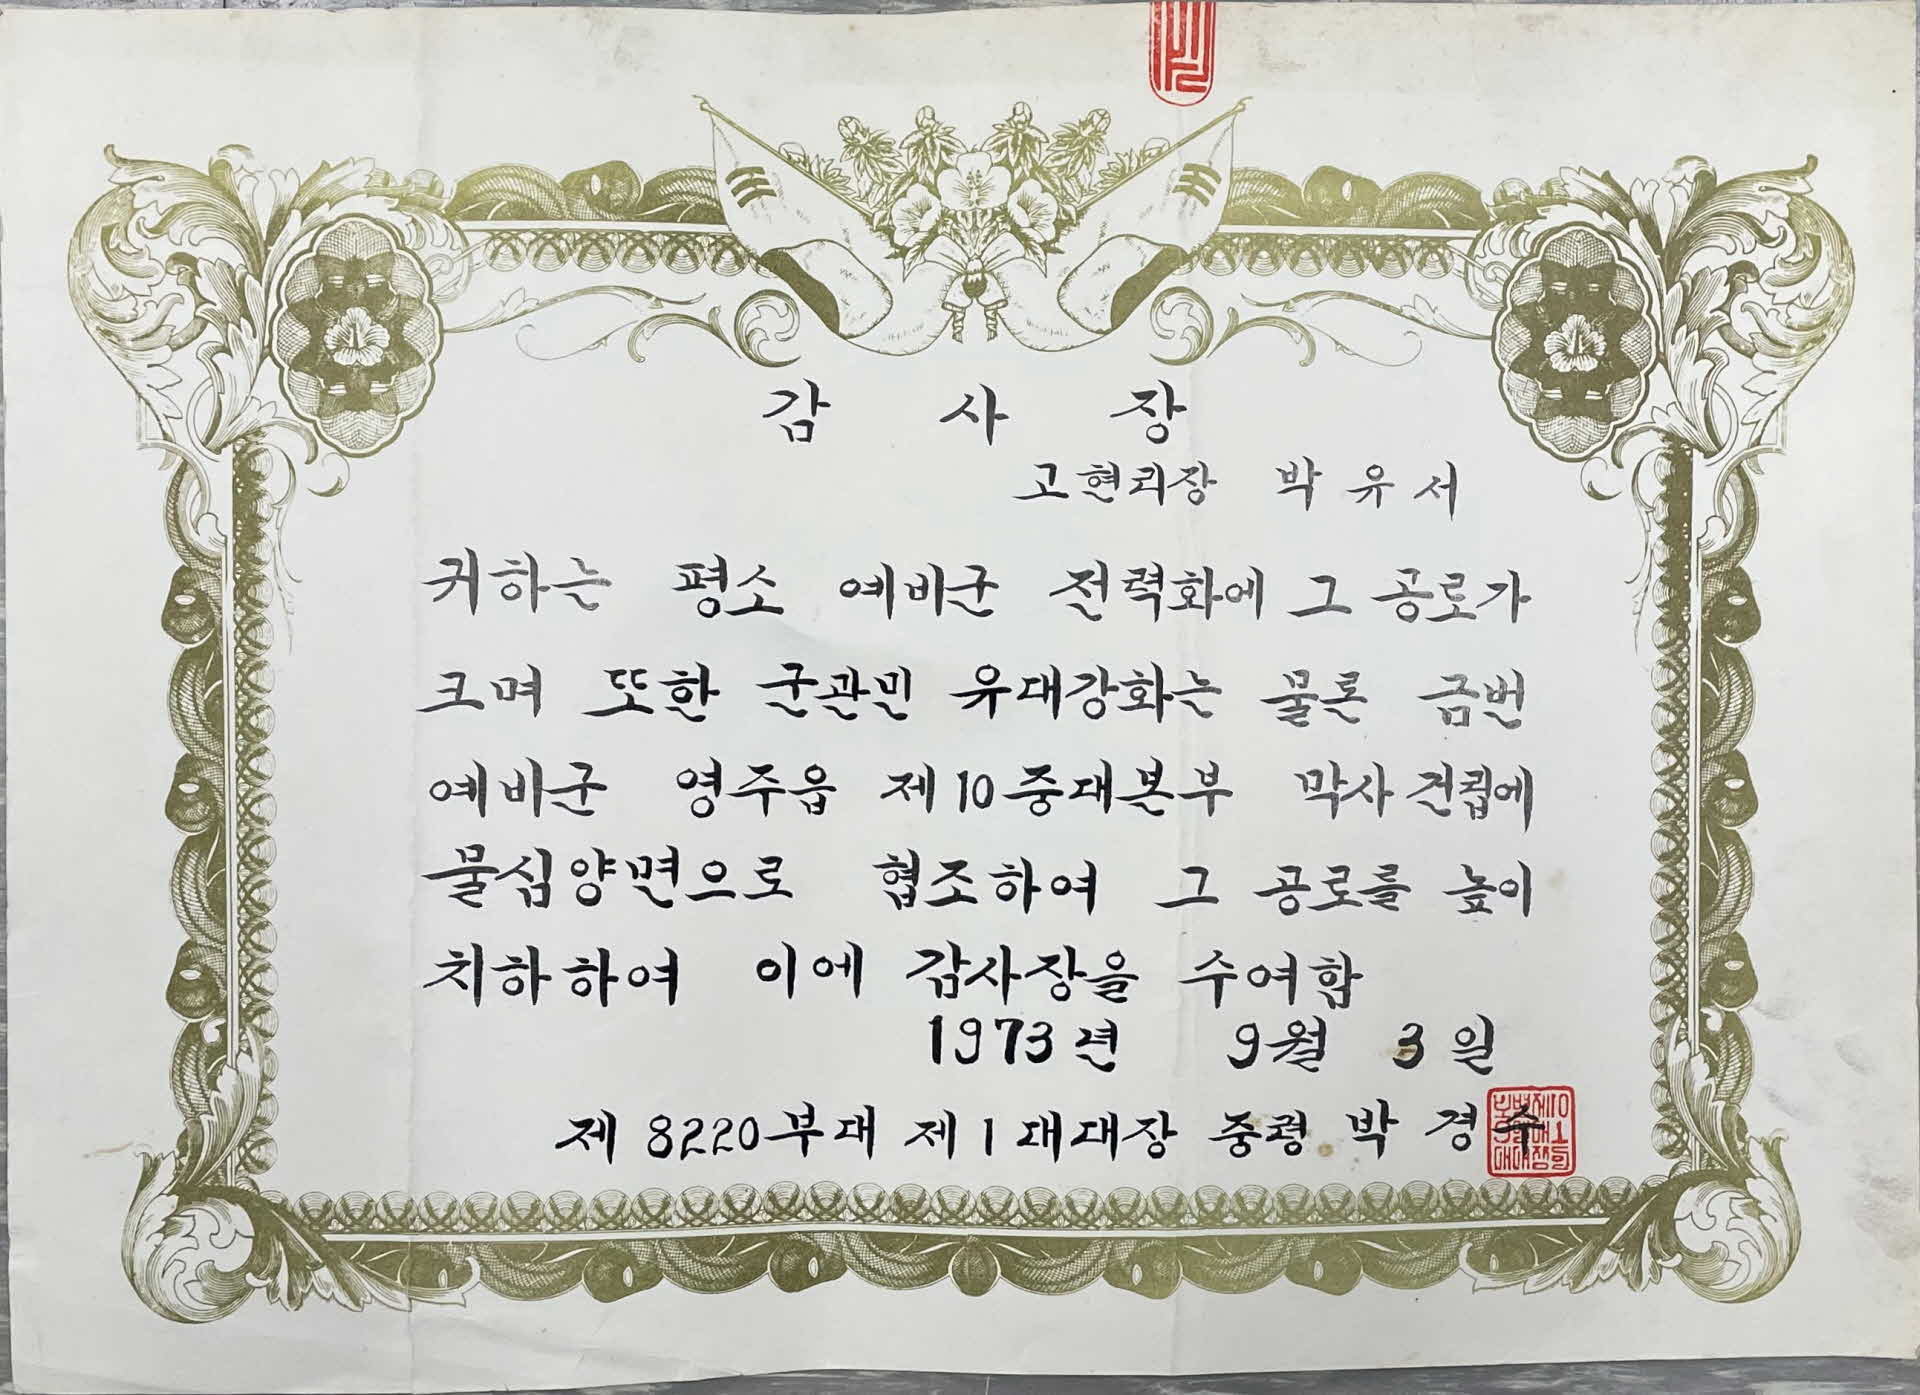 감 사 장
고현리장 박 유 서
귀하는 평소 예비군 전력화에 그 공로가
크며 또한 군관민 유대강화는 물론 금번
예비군 영주읍 제10중대본부 막사 건립에
물심양면으로 협조하여 그 공로를 높이
치하하여 이에 감사장을 수여함
1973년 9월 3일
제 8220부대 제1대대장 중령 박 경 수